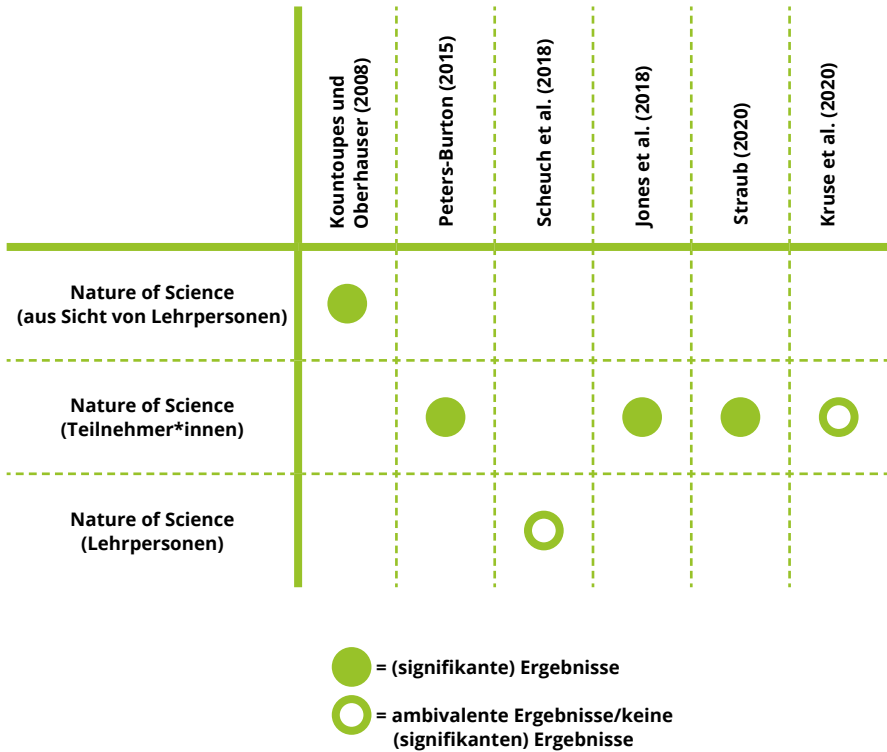 Kountoupes und
Oberhauser (2008)
Peters-Burton (2015)
Scheuch et al. (2018)
Jones et al. (2018)
Straub (2020)
Kruse et al. (2020)
Nature of Science
(aus Sicht von Lehrpersonen)
Nature of Science
(Teilnehmer*innen)
Nature of Science
(Lehrpersonen)
= (signifikante) Ergebnisse
= ambivalente Ergebnisse/keine
(signifikanten) Ergebnisse